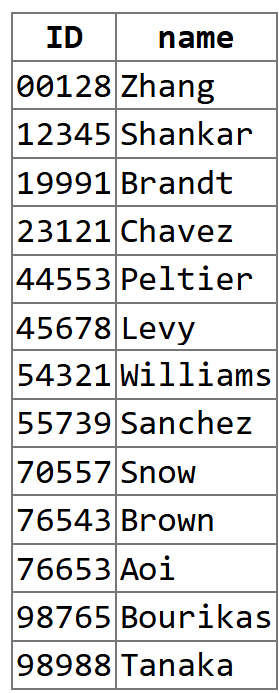 ID name
00128 Zhang
12345 Shankar
19991 Brandt
23121 Chavez
44553 Peltier
45678 Levy
54321 Williams
55739 Sanchez
70557 Snow
76543 Brown
76653 Aoi
98765 Bourikas
98988 Tanaka